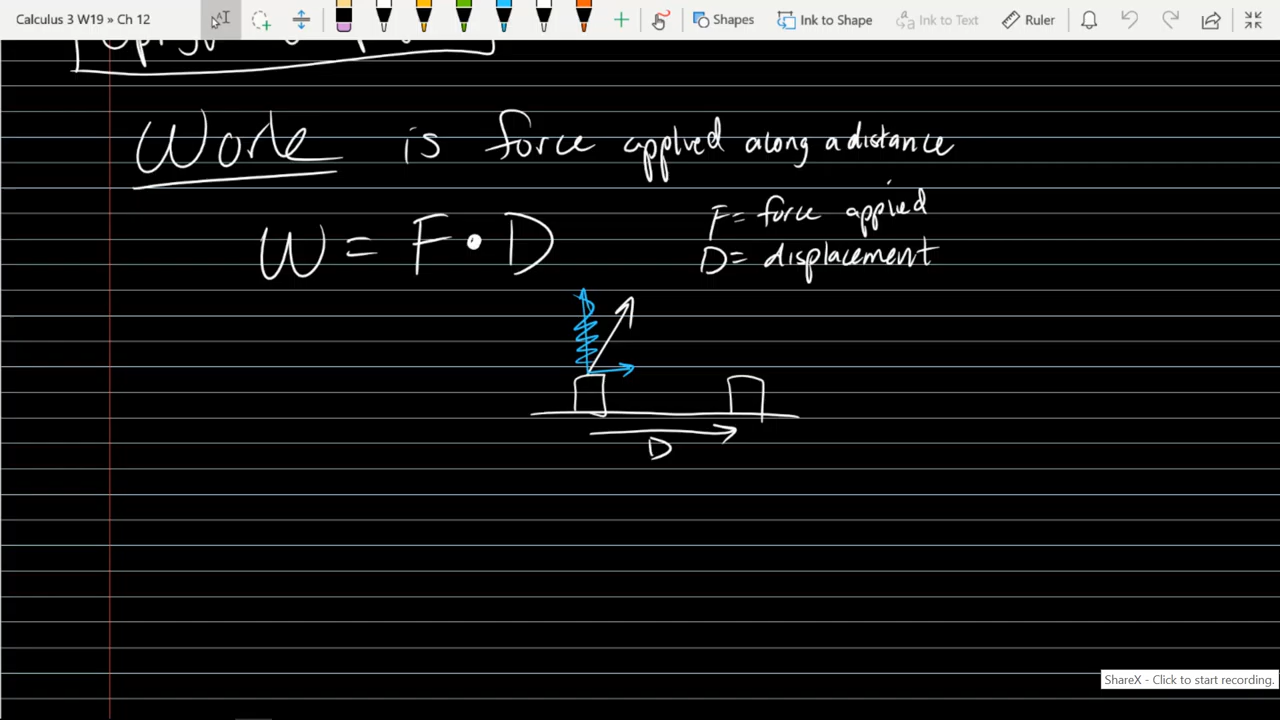 Calculus 3 W19 » Ch 12
Shapes
Ink to Shape
Ink to Text
Ruler
Work is force applied along a distance
W = F • D
F = force applied
D = displacement
D
ShareX - Click to start recording.